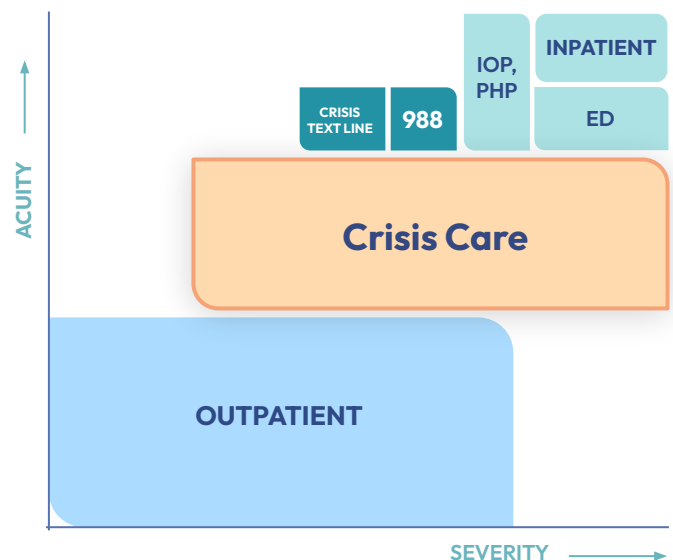 INPATIENT
IOP,
PHP
CRISIS
TEXT LINE
988
ED
ACUITY
Crisis Care
OUTPATIENT
SEVERITY